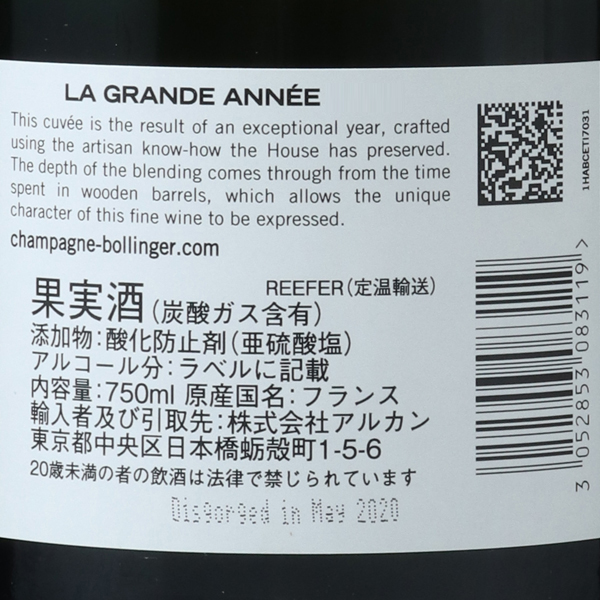 LA GRANDE ANNÉE
This cuvée is the result of an exceptional year, crafted
using the artisan know-how the House has preserved.
The depth of the blending comes through from the time
spent in wooden barrels, which allows the unique
character of this fine wine to be expressed.
champagne-bollinger.com
REEFER(定温輸送)
果実酒(炭酸ガス含有)
添加物:酸化防止剤(亜硫酸塩)
アルコール分:ラベルに記載
内容量:750ml 原産国名:フランス
輸入者及び引取先:株式会社アルカン
東京都中央区日本橋蛎殻町1-5-6
20歳未満の者の飲酒は法律で禁じられています
Disgorged in May 2020
1HABCETI7031
3 052853 083119 >